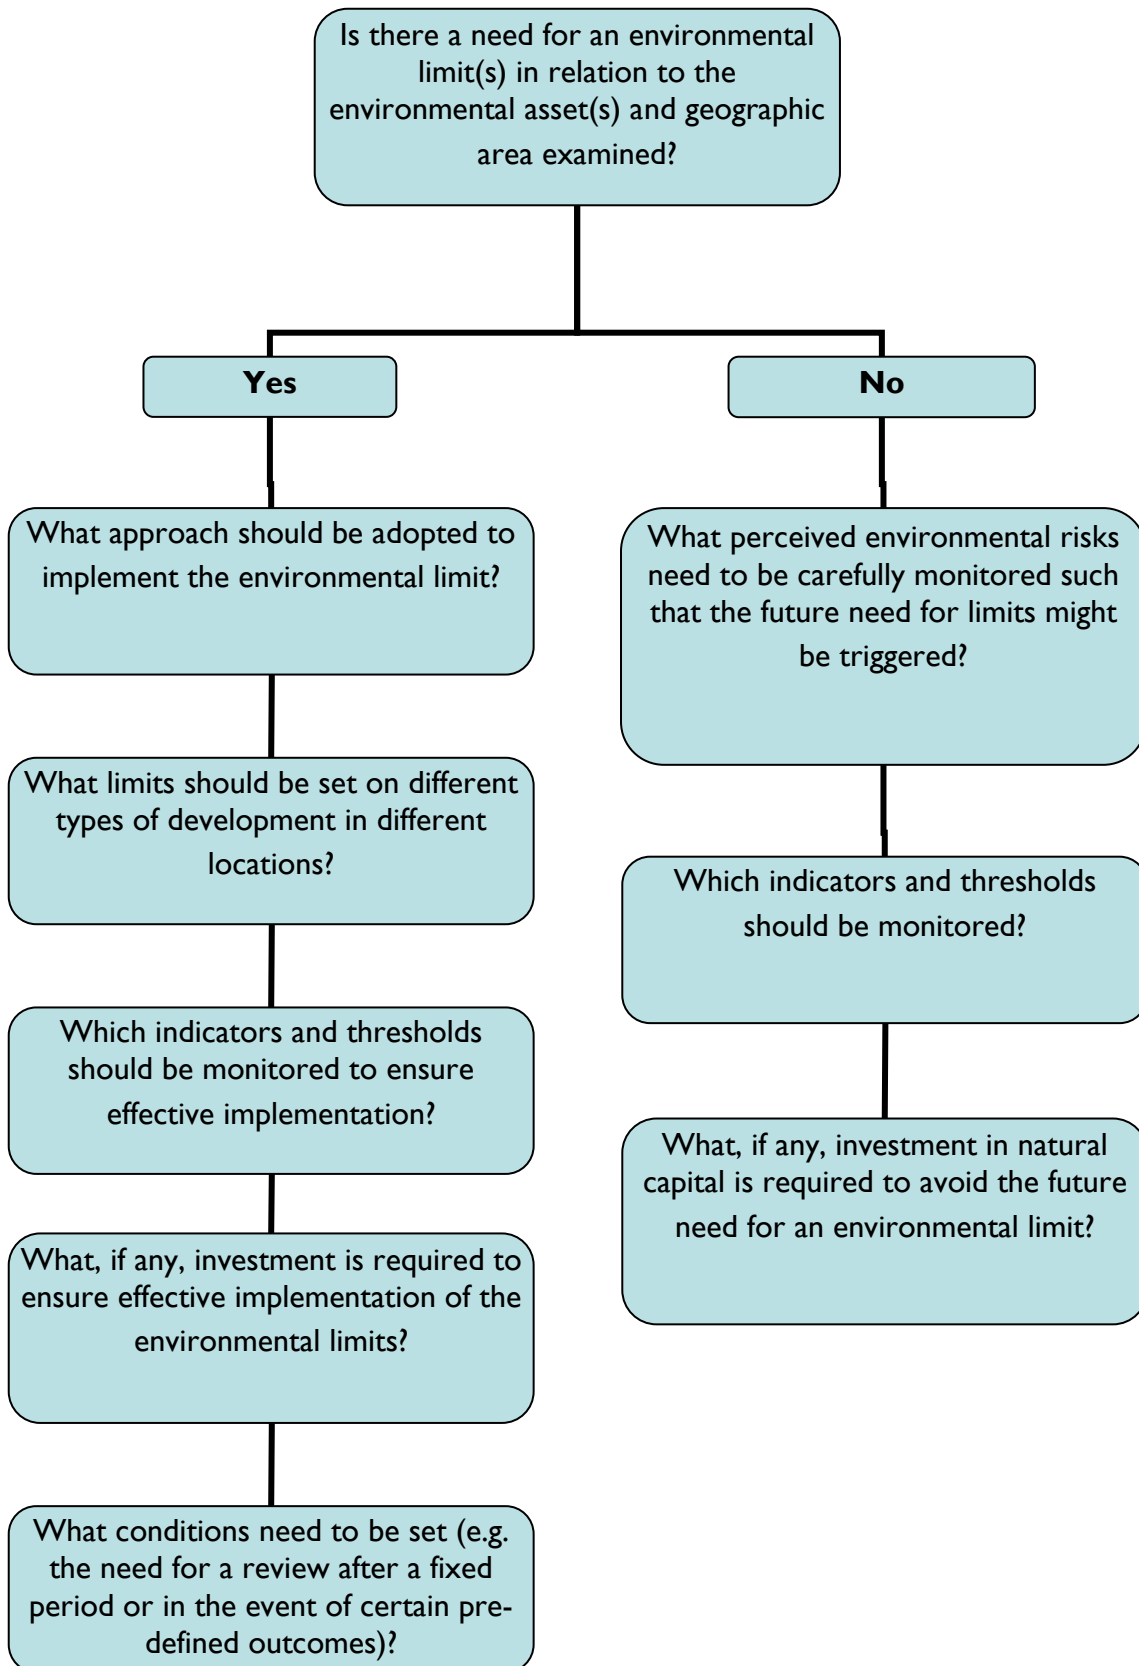 Is there a need for an environmental
limit(s) in relation to the
environmental asset(s) and geographic
area examined?
Yes
No
What approach should be adopted to
implement the environmental limit?
What limits should be set on different
types of development in different
locations?
Which indicators and thresholds
should be monitored to ensure
effective implementation?
What, if any, investment is required to
ensure effective implementation of the
environmental limits?
What conditions need to be set (e.g.
the need for a review after a fixed
period or in the event of certain pre-
defined outcomes)?
What perceived environmental risks
need to be carefully monitored such
that the future need for limits might
be triggered?
Which indicators and thresholds
should be monitored?
What, if any, investment in natural
capital is required to avoid the future
need for an environmental limit?